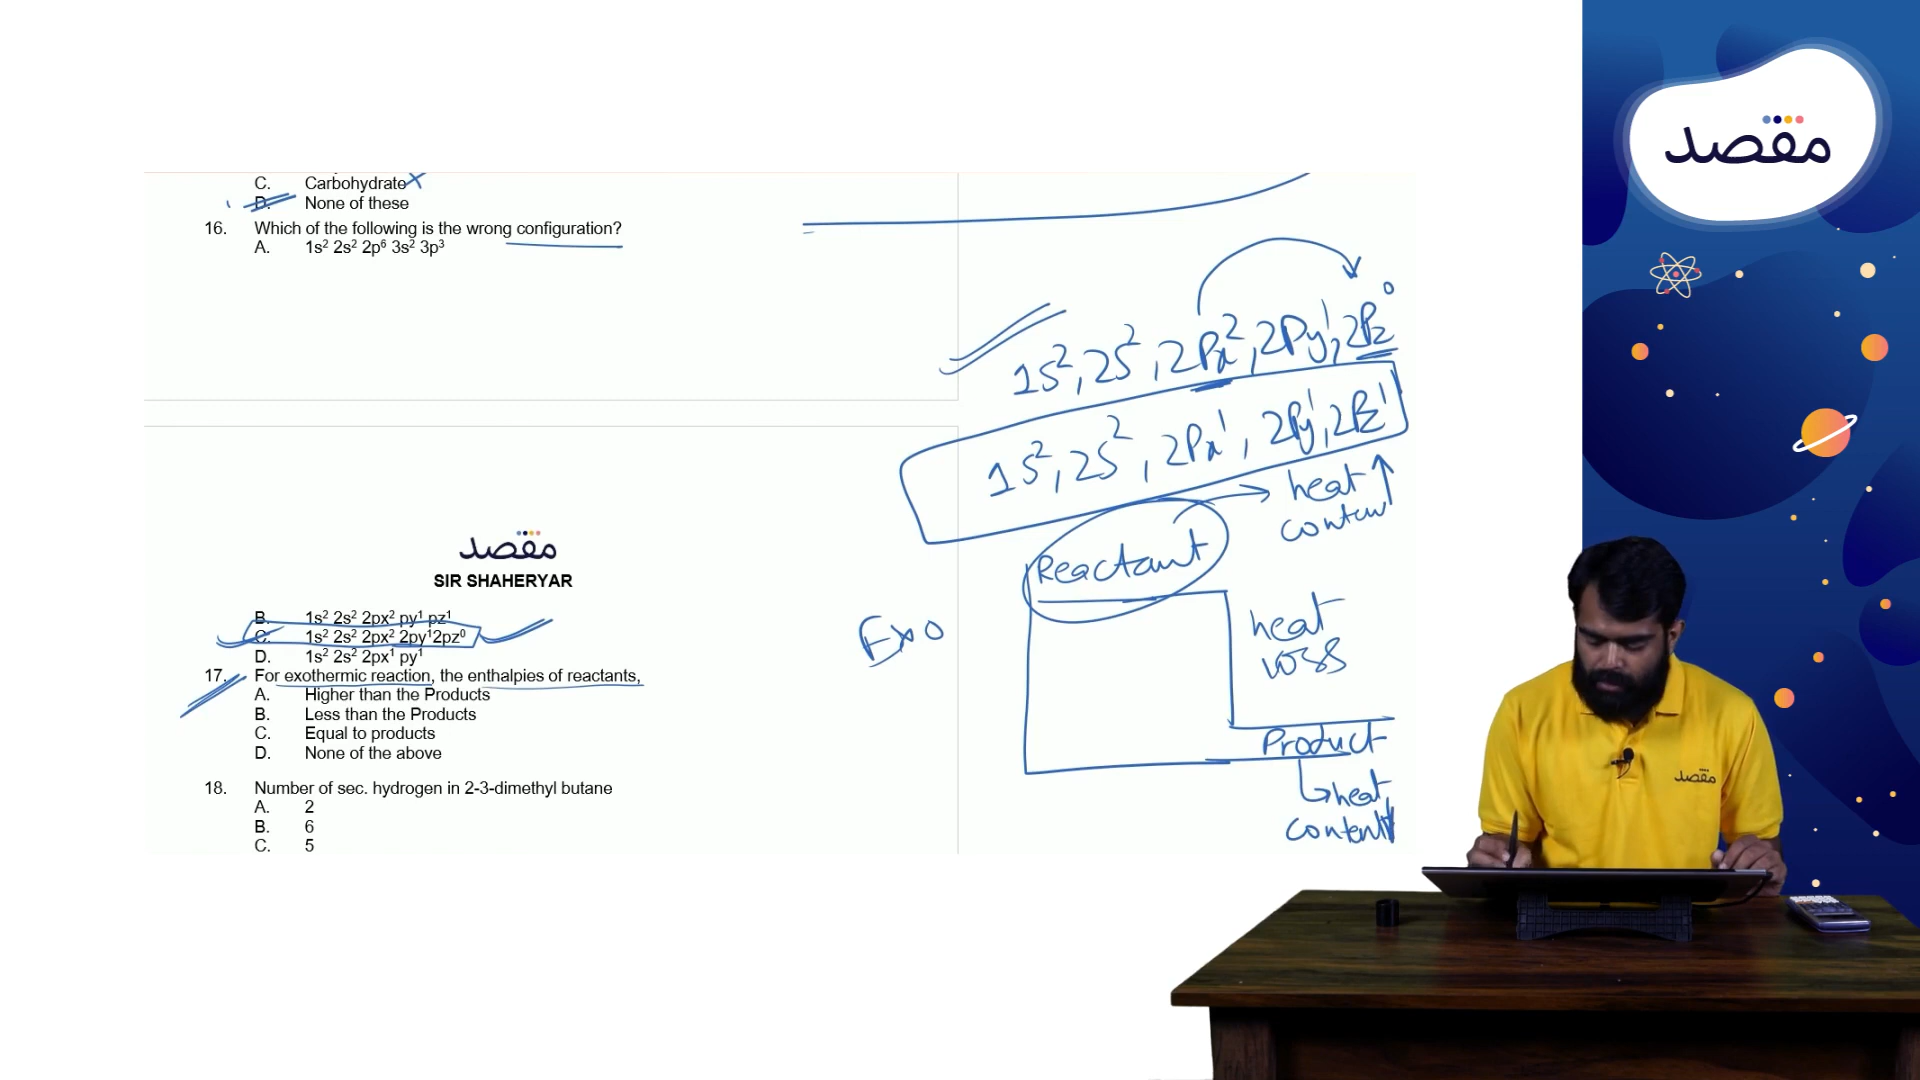 C. Carbohydrate
D. None of these
16. Which of the following is the wrong configuration?
A. 1s² 2s² 2p⁶ 3s² 3p³
مقصد
SIR SHAHERYAR
B. 1s² 2s² 2px² py¹ pz¹
C. 1s² 2s² 2px² 2py¹2pz⁰
D. 1s² 2s² 2px¹ py¹
17. For exothermic reaction, the enthalpies of reactants,
A. Higher than the Products
B. Less than the Products
C. Equal to products
D. None of the above
18. Number of sec. hydrogen in 2-3-dimethyl butane
A. 2
B. 6
C. 5
1s², 2s², 2Px², 2Py¹, 2Pz⁰
1s², 2s², 2Px¹, 2Py¹, 2Pz¹
heat ↑
Reactant
Exo
heat
loss
Product
heat
content
مقصد
مقصد